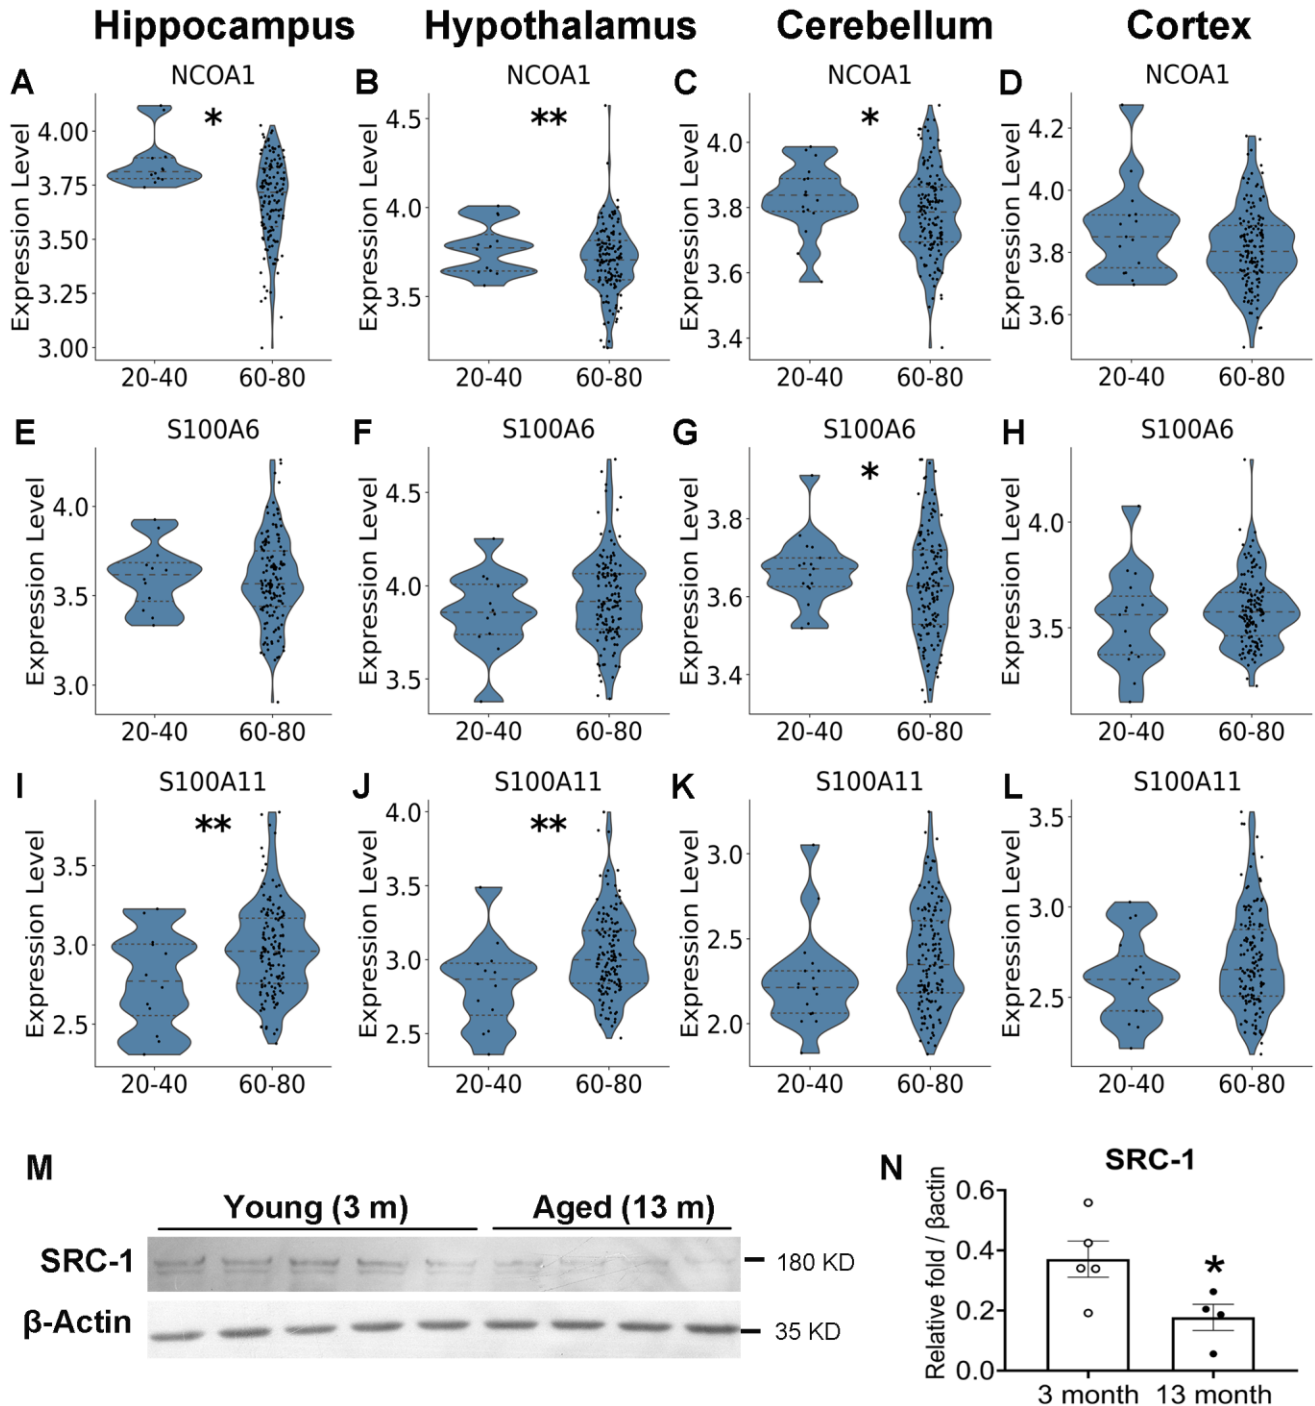 Hippocampus Hypothalamus Cerebellum Cortex
A NCOA1 B NCOA1 C NCOA1 D NCOA1
Expression Level 4.00 3.75 3.50 3.25 3.00 * 20-40 60-80
Expression Level 4.5 4.0 3.5 ** 20-40 60-80
Expression Level 4.0 3.8 3.6 3.4 * 20-40 60-80
Expression Level 4.2 4.0 3.8 3.6 20-40 60-80
E S100A6 F S100A6 G S100A6 H S100A6
Expression Level 4.0 3.5 3.0 20-40 60-80
Expression Level 4.5 4.0 3.5 20-40 60-80
Expression Level 3.8 3.6 3.4 * 20-40 60-80
Expression Level 4.0 3.5 20-40 60-80
I S100A11 J S100A11 K S100A11 L S100A11
Expression Level 3.5 3.0 2.5 ** 20-40 60-80
Expression Level 4.0 3.5 3.0 2.5 ** 20-40 60-80
Expression Level 3.0 2.5 2.0 20-40 60-80
Expression Level 3.5 3.0 2.5 20-40 60-80
M
Young (3 m) Aged (13 m)
SRC-1 180 KD
β-Actin 35 KD
N SRC-1
Relative fold / βactin
0.6
0.4
0.2
0.0
*
3 month 13 month